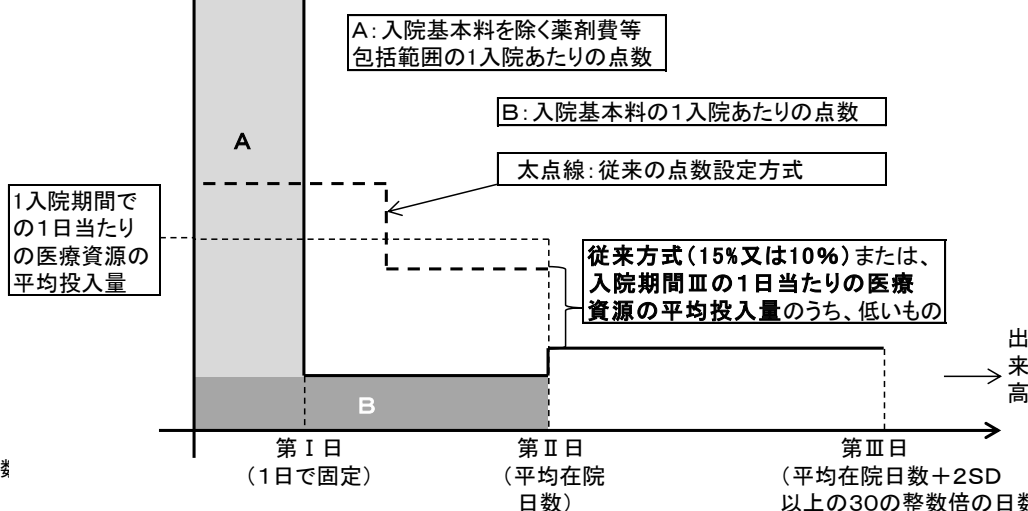 A:入院基本料を除く薬剤費等
包括範囲の1入院あたりの点数
B:入院基本料の1入院あたりの点数
A
太点線:従来の点数設定方式
1入院期間で
の1日当たり
の医療資源の
平均投入量
従来方式(15%又は10%)または、
入院期間Ⅲの1日当たりの医療
資源の平均投入量のうち、低いもの
出
来
高
B
第Ⅰ日
(1日で固定)
第Ⅱ日
(平均在院
日数)
第Ⅲ日
(平均在院日数+2SD
以上の30の整数倍の日数